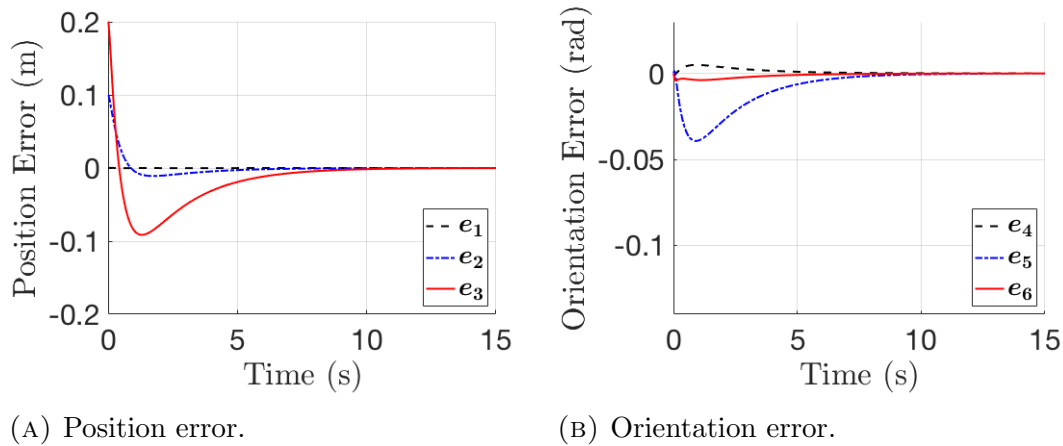 Position Error (m)
0.2
0.1
0
-0.1
-0.2
e₁
e₂
e₃
0 5 10 15
Time (s)
(A) Position error.
Orientation Error (rad)
0
-0.05
-0.1
e₄
e₅
e₆
0 5 10 15
Time (s)
(B) Orientation error.